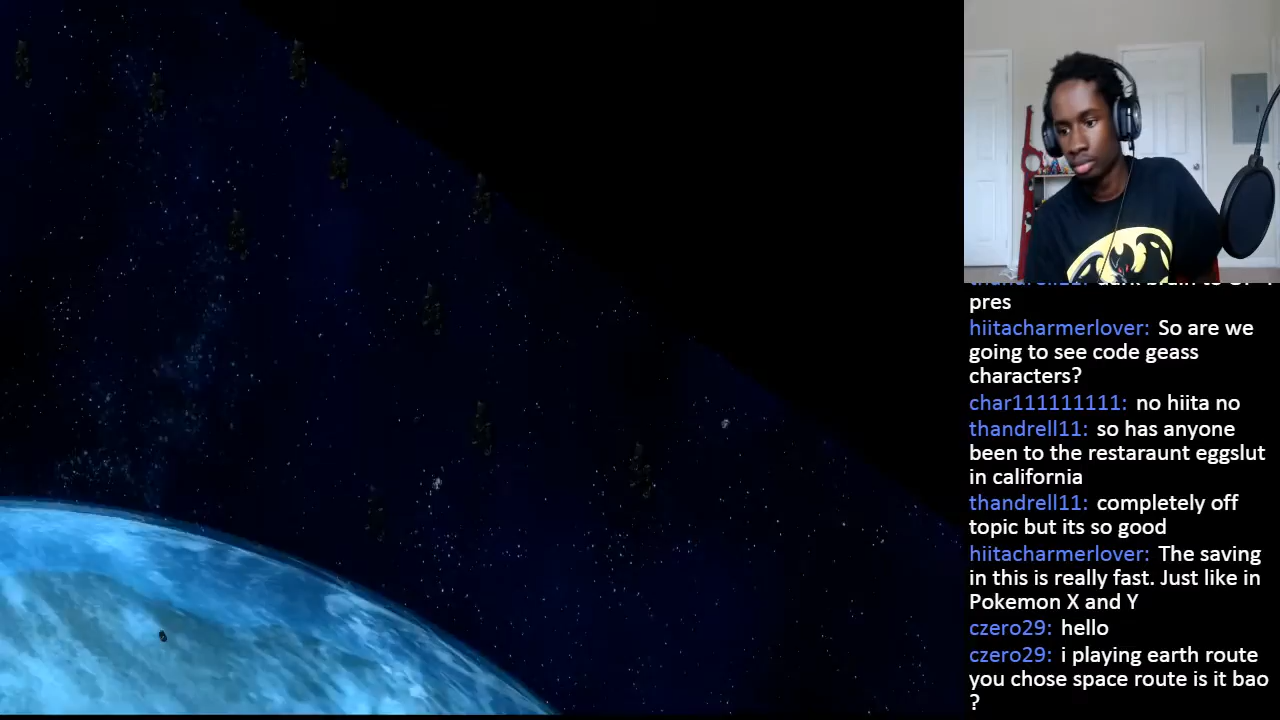 pres
hiitacharmerlover: So are we
going to see code geass
characters?
char111111111: no hiita no
thandrell11: so has anyone
been to the restaraunt eggslut
in california
thandrell11: completely off
topic but its so good
hiitacharmerlover: The saving
in this is really fast. Just like in
Pokemon X and Y
czero29: hello
czero29: i playing earth route
you chose space route is it bao
?